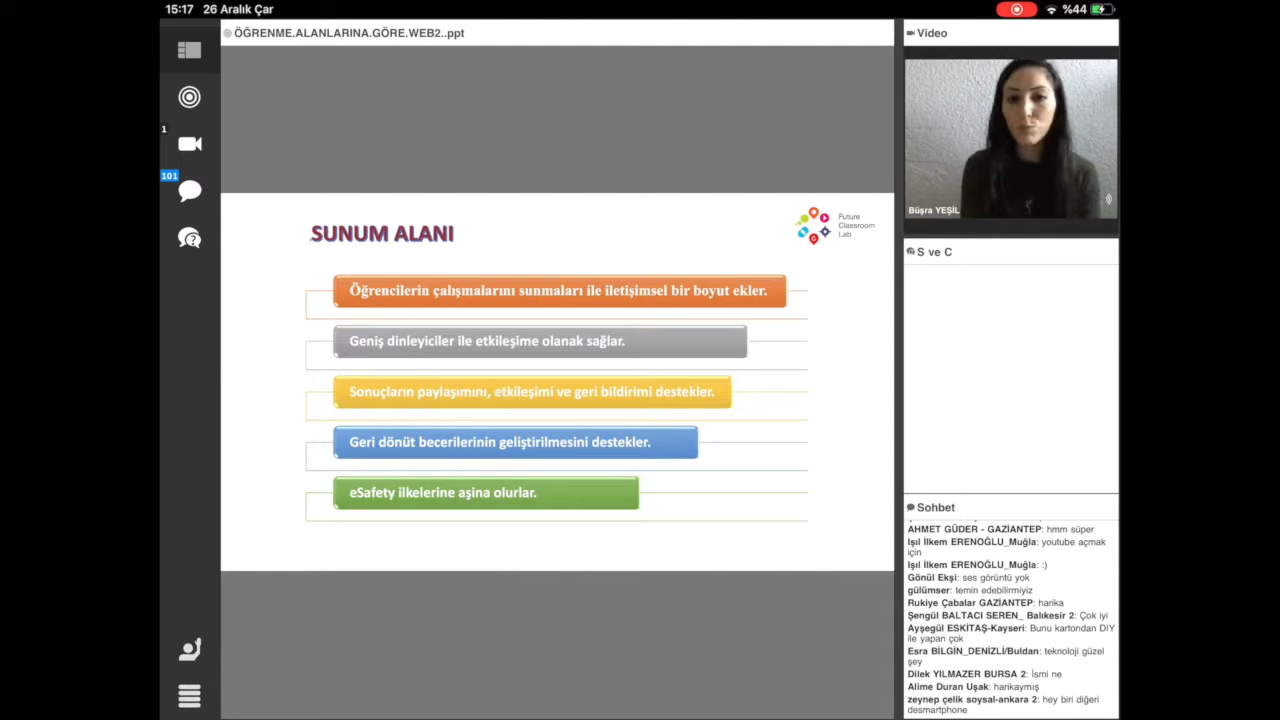 15:17 26 Aralık Çar
%44
ÖĞRENME.ALANLARINA.GÖRE.WEB2..ppt
1
101
SUNUM ALANI
Future
Classroom
Lab
Öğrencilerin çalışmalarını sunmaları ile iletişimsel bir boyut ekler.
Geniş dinleyiciler ile etkileşime olanak sağlar.
Sonuçların paylaşımını, etkileşimi ve geri bildirimi destekler.
Geri dönüt becerilerinin geliştirilmesini destekler.
eSafety ilkelerine aşina olurlar.
Video
Büşra YEŞİL
S ve C
Sohbet
AHMET GÜDER - GAZİANTEP: hmm süper
Işıl İlkem ERENOĞLU_Muğla: youtube açmak
için
Işıl İlkem ERENOĞLU_Muğla: :)
Gönül Ekşi: ses görüntü yok
gülümser: temin edebilirmiyiz
Rukiye Çabalar GAZİANTEP: harika
Şengül BALTACI SEREN_ Balıkesir 2: Çok iyi
Ayşegül ESKİTAŞ-Kayseri: Bunu kartondan DIY
ile yapan çok
Esra BİLGİN_DENİZLİ/Buldan: teknoloji güzel
şey
Dilek YILMAZER BURSA 2: İsmi ne
Alime Duran Uşak: harikaymış
zeynep çelik soysal-ankara 2: hey biri diğeri
desmartphone